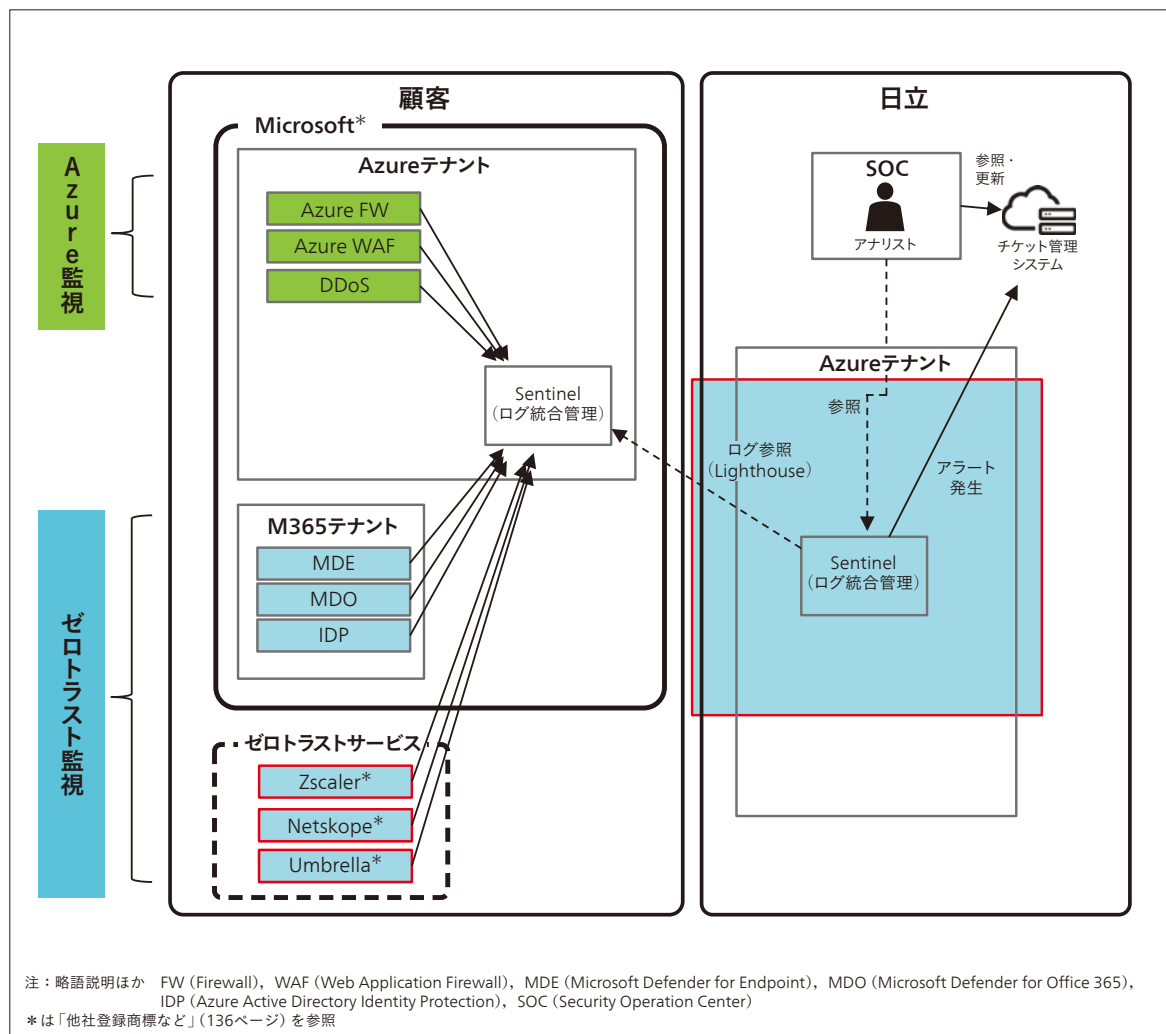 顧客
Microsoft*
Azureテナント
Azure FW
Azure WAF
DDoS
Sentinel
（ログ統合管理）
M365テナント
MDE
MDO
IDP
ゼロトラストサービス
Zscaler*
Netskope*
Umbrella*
Azure監視
ゼロトラスト監視
日立
SOC
アナリスト
参照・
更新
チケット管理
システム
Azureテナント
参照
ログ参照
（Lighthouse）
アラート
発生
Sentinel
（ログ統合管理）
注：略語説明ほか　FW（Firewall），WAF（Web Application Firewall），MDE（Microsoft Defender for Endpoint），MDO（Microsoft Defender for Office 365），
IDP（Azure Active Directory Identity Protection），SOC（Security Operation Center）
＊は「他社登録商標など」（136ページ）を参照